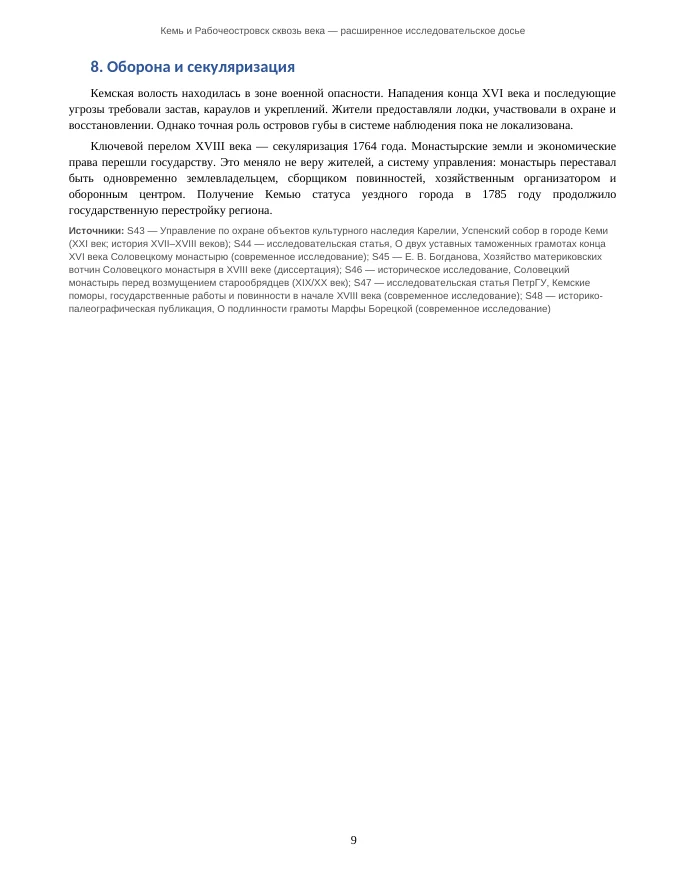 Кемь и Рабочеостровск сквозь века — расширенное исследовательское досье
8. Оборона и секуляризация
Кемская волость находилась в зоне военной опасности. Нападения конца XVI века и последующие
угрозы требовали застав, караулов и укреплений. Жители предоставляли лодки, участвовали в охране и
восстановлении. Однако точная роль островов губы в системе наблюдения пока не локализована.
Ключевой перелом XVIII века — секуляризация 1764 года. Монастырские земли и экономические
права перешли государству. Это меняло не веру жителей, а систему управления: монастырь переставал
быть одновременно землевладельцем, сборщиком повинностей, хозяйственным организатором и
оборонным центром. Получение Кемью статуса уездного города в 1785 году продолжило
государственную перестройку региона.
Источники: S43 — Управление по охране объектов культурного наследия Карелии, Успенский собор в городе Кеми
(XXI век; история XVII–XVIII веков); S44 — исследовательская статья, О двух уставных таможенных грамотах конца
XVI века Соловецкому монастырю (современное исследование); S45 — Е. В. Богданова, Хозяйство материковских
вотчин Соловецкого монастыря в XVIII веке (диссертация); S46 — историческое исследование, Соловецкий
монастырь перед возмущением старообрядцев (XIX/XX век); S47 — исследовательская статья ПетрГУ, Кемские
поморы, государственные работы и повинности в начале XVIII века (современное исследование); S48 — историко-
палеографическая публикация, О подлинности грамоты Марфы Борецкой (современное исследование)
9